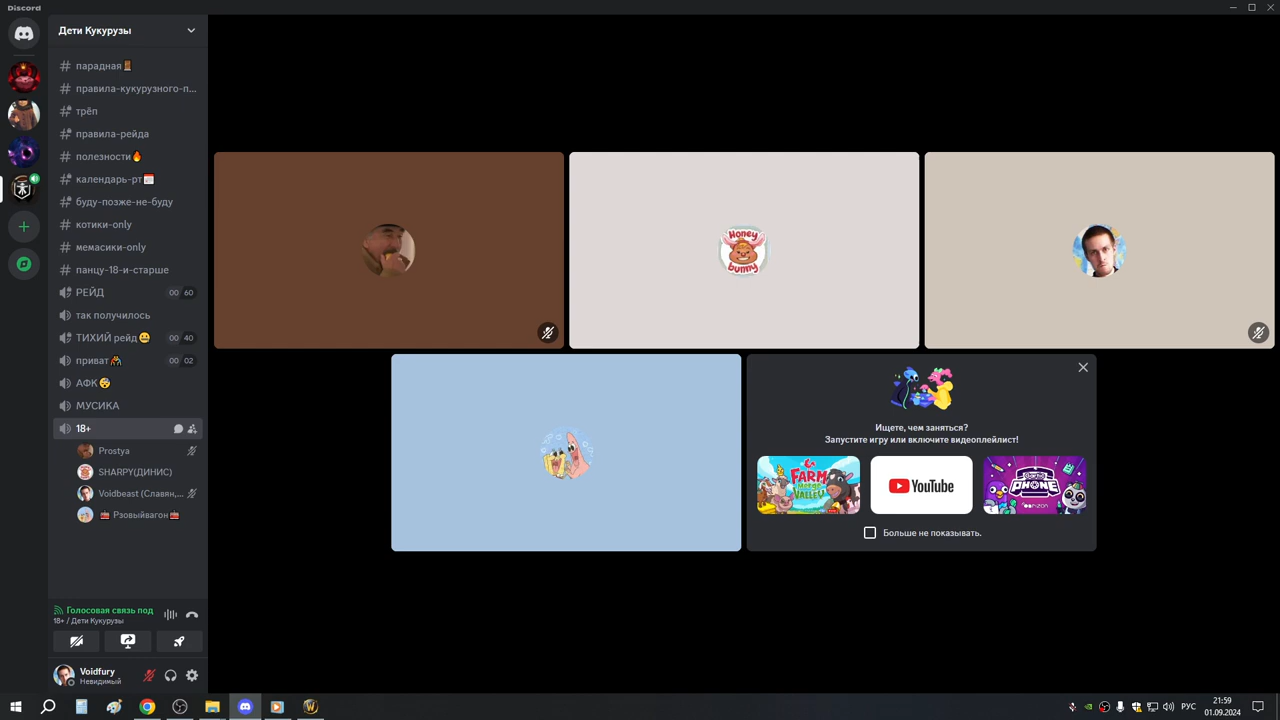 Discord
Дети Кукурузы
парадная
правила-кукурузного-п...
трёп
правила-рейда
полезности
календарь-рт
буду-позже-не-буду
котики-only
мемасики-only
панцу-18-и-старше
РЕЙД 00 60
так получилось
ТИХИЙ рейд 00 40
приват 00 02
АФК
МУСИКА
18+
Prostya
SHARPY(ДИНИС)
Voidbeast (Славян,...
Рзовыйвагон
Голосовая связь под
18+ / Дети Кукурузы
Voidfury
Невидимый
Honey
bunny
Ищете, чем заняться?
Запустите игру или включите видеоплейлист!
FARM
MERGE
VALLEY
YouTube
PHONE
Больше не показывать.
РУС
21:59
01.09.2024